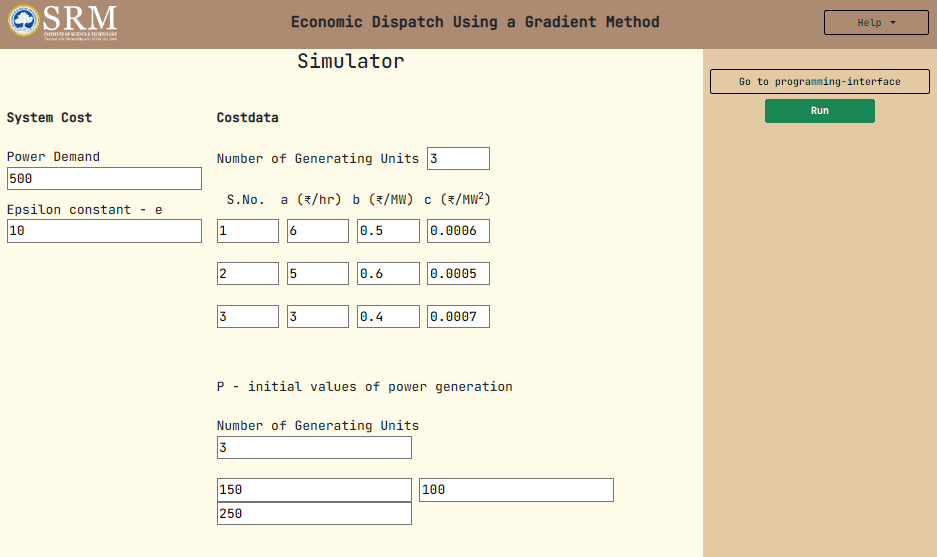 SRM
INSTITUTE OF SCIENCE & TECHNOLOGY
Economic Dispatch Using a Gradient Method
Help
Simulator
Go to programming-interface
Run
System Cost
Power Demand
500
Epsilon constant - e
10
Costdata
Number of Generating Units 3
S.No. a (₹/hr) b (₹/MW) c (₹/MW²)
1 6 0.5 0.0006
2 5 0.6 0.0005
3 3 0.4 0.0007
P - initial values of power generation
Number of Generating Units
3
150 100
250